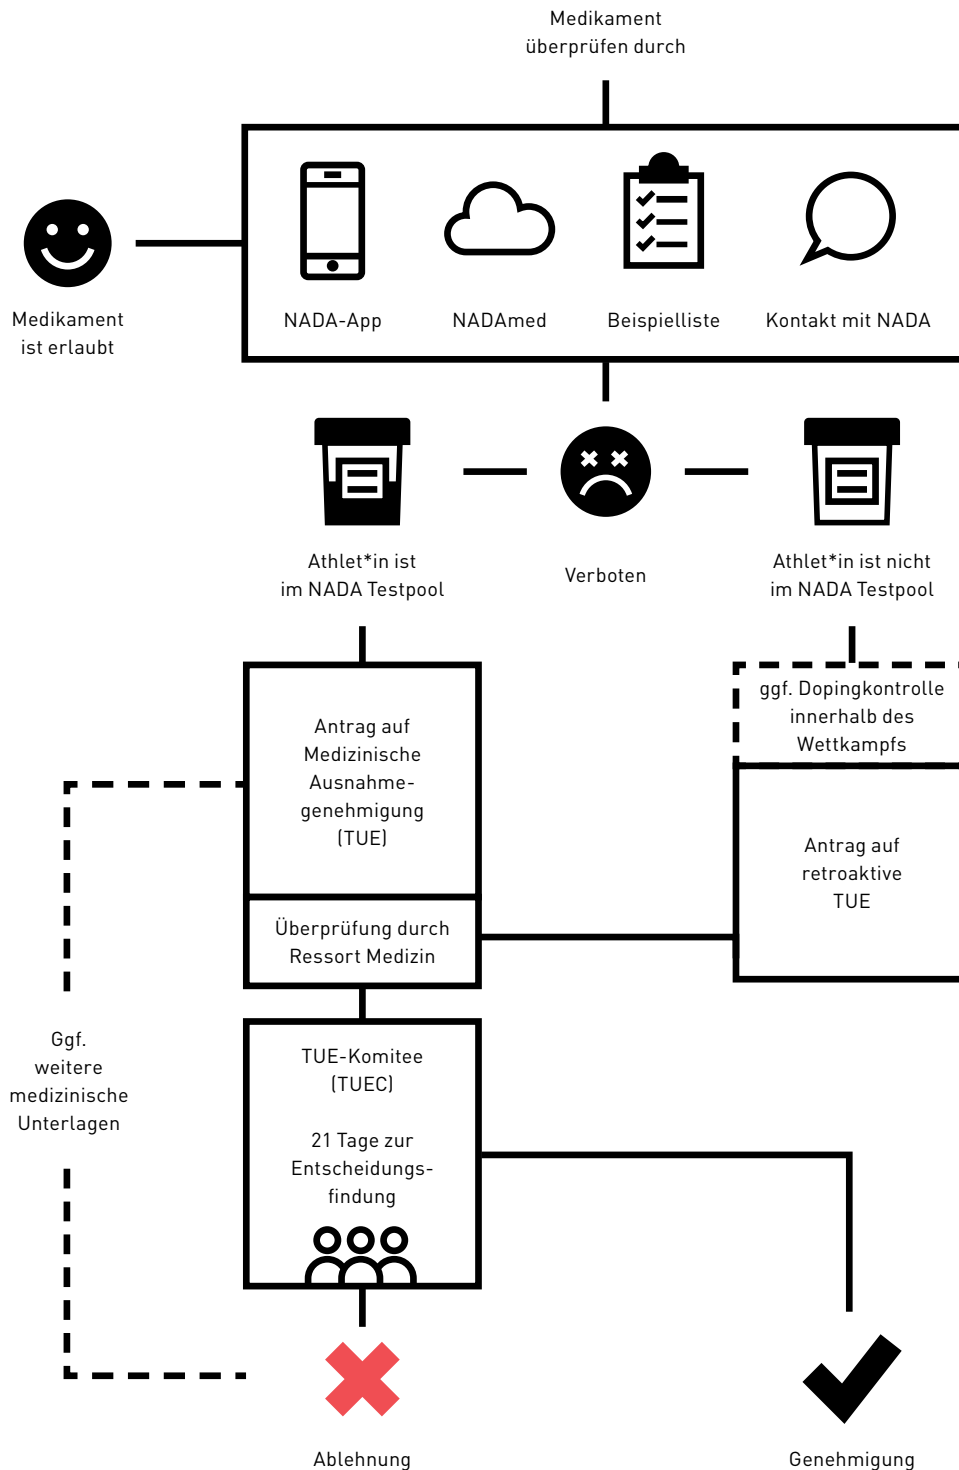 Medikament
überprüfen durch
Medikament
ist erlaubt
NADA-App
NADAmed
Beispielliste
Kontakt mit NADA
Athlet*in ist
im NADA Testpool
Verboten
Athlet*in ist nicht
im NADA Testpool
Antrag auf
Medizinische
Ausnahme-
genehmigung
(TUE)
ggf. Dopingkontrolle
innerhalb des
Wettkampfs
Antrag auf
retroaktive
TUE
Überprüfung durch
Ressort Medizin
Ggf.
weitere
medizinische
Unterlagen
TUE-Komitee
(TUEC)
21 Tage zur
Entscheidungs-
findung
Ablehnung
Genehmigung